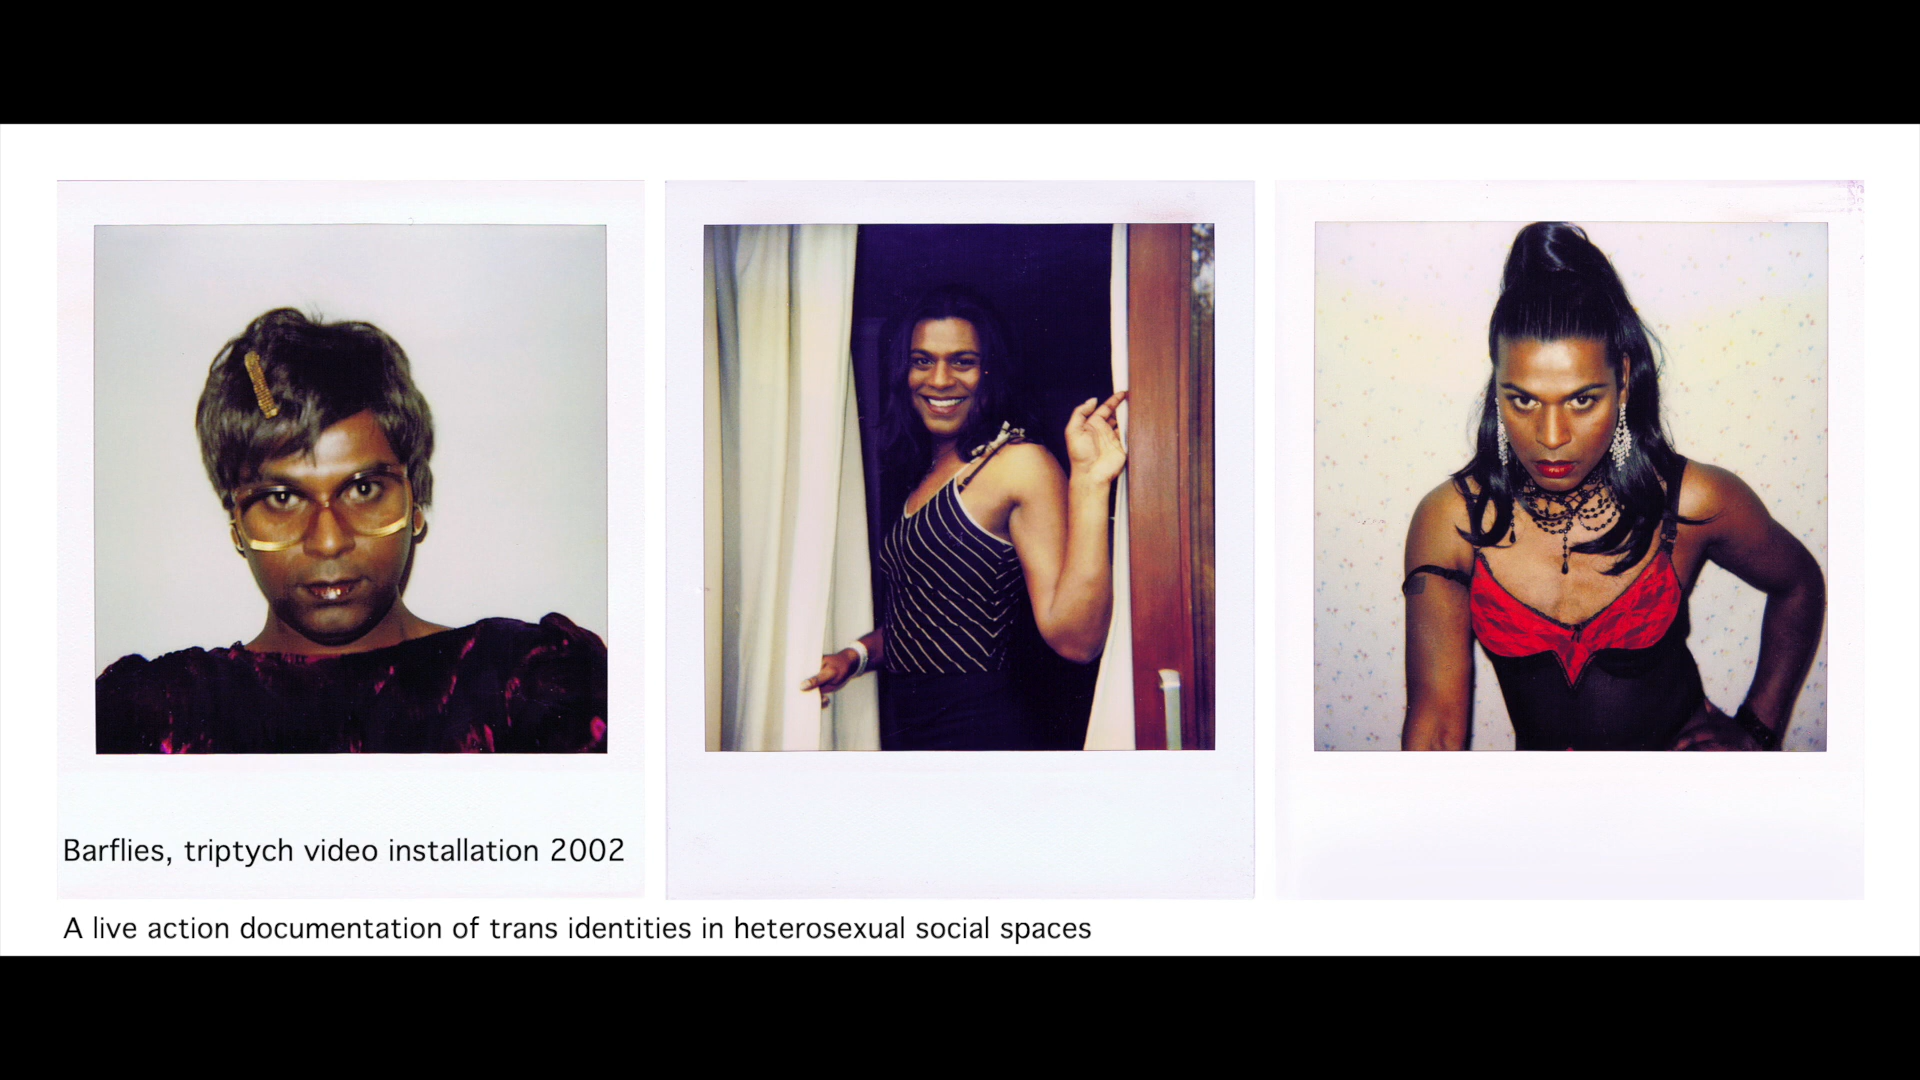 Barflies, triptych video installation 2002
A live action documentation of trans identities in heterosexual social spaces